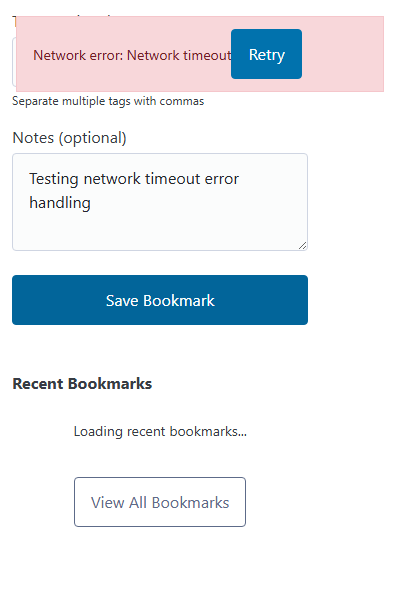 Network error: Network timeout
Retry
Separate multiple tags with commas
Notes (optional)
Testing network timeout error
handling
Save Bookmark
Recent Bookmarks
Loading recent bookmarks...
View All Bookmarks